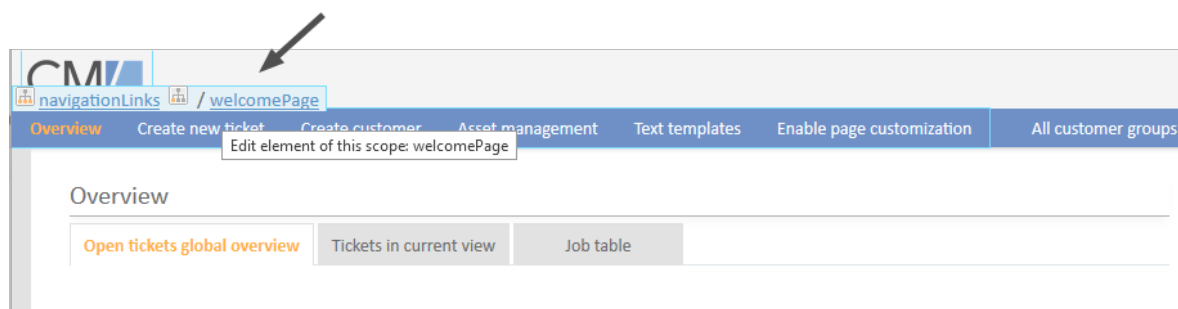 CM/
navigationLinks / welcomePage
Overview Create new ticket Create customer Asset management Text templates Enable page customization All customer groups
Edit element of this scope: welcomePage
Overview
Open tickets global overview Tickets in current view Job table